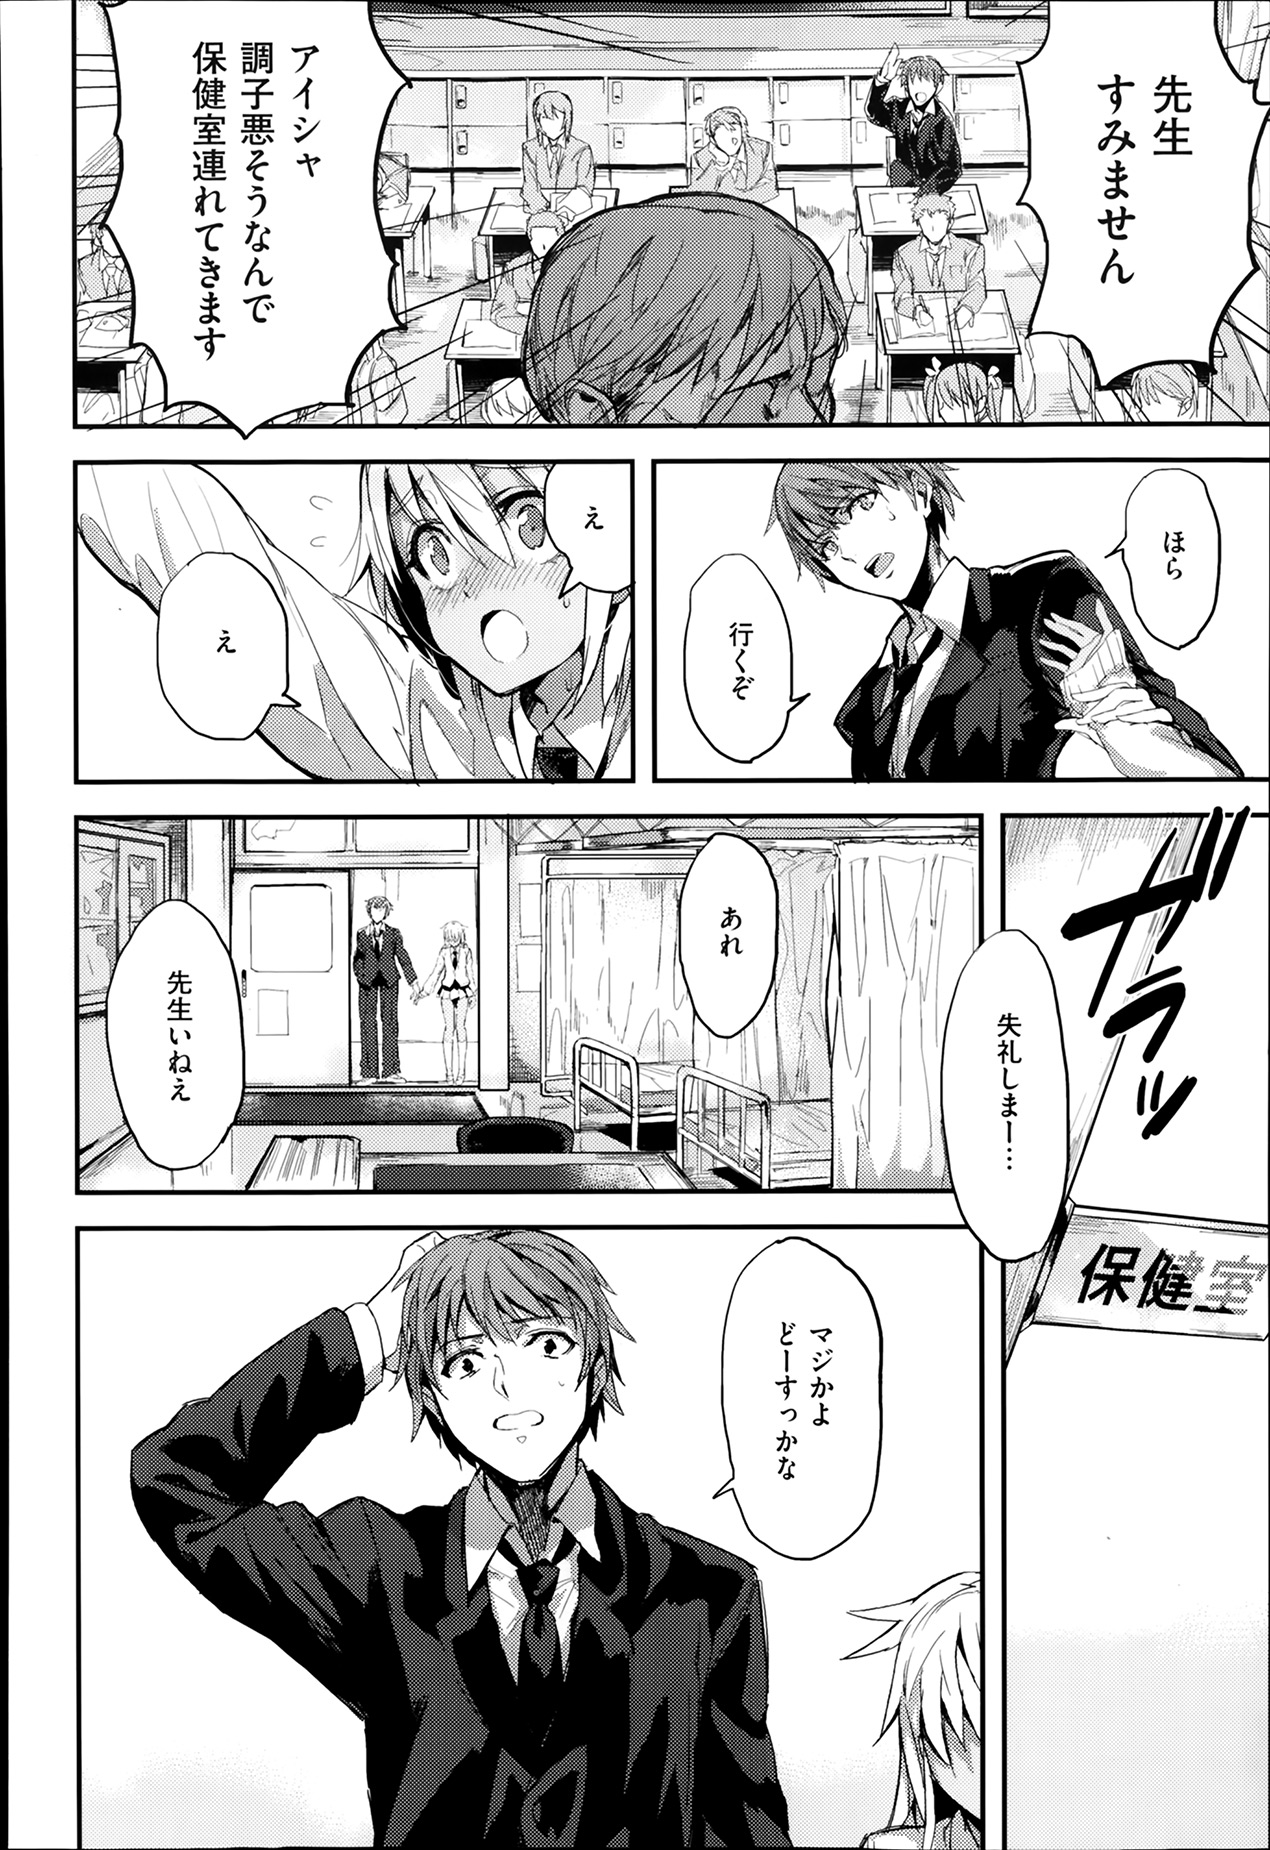 先生
すみません
アイシャ
調子悪そうなんで
保健室連れてきます
ほら
行くぞ
え
え
ガラッ
失礼しまー…
保健室
あれ
先生いねえ
マジかよ
どーすっかな